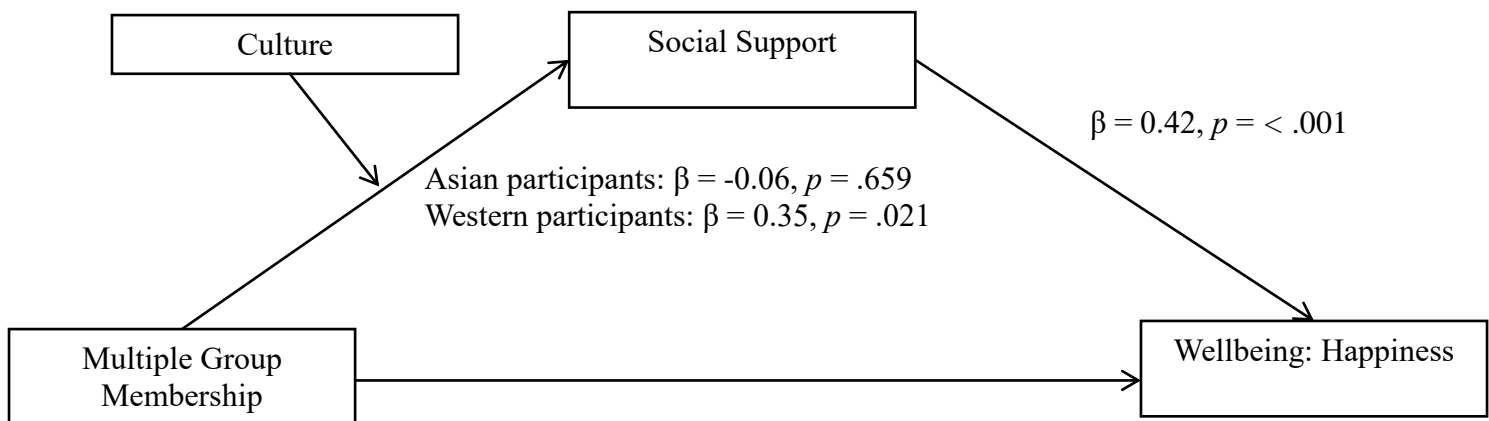 Culture
Social Support
β = 0.42, p = < .001
Asian participants: β = -0.06, p = .659
Western participants: β = 0.35, p = .021
Multiple Group
Membership
Wellbeing: Happiness